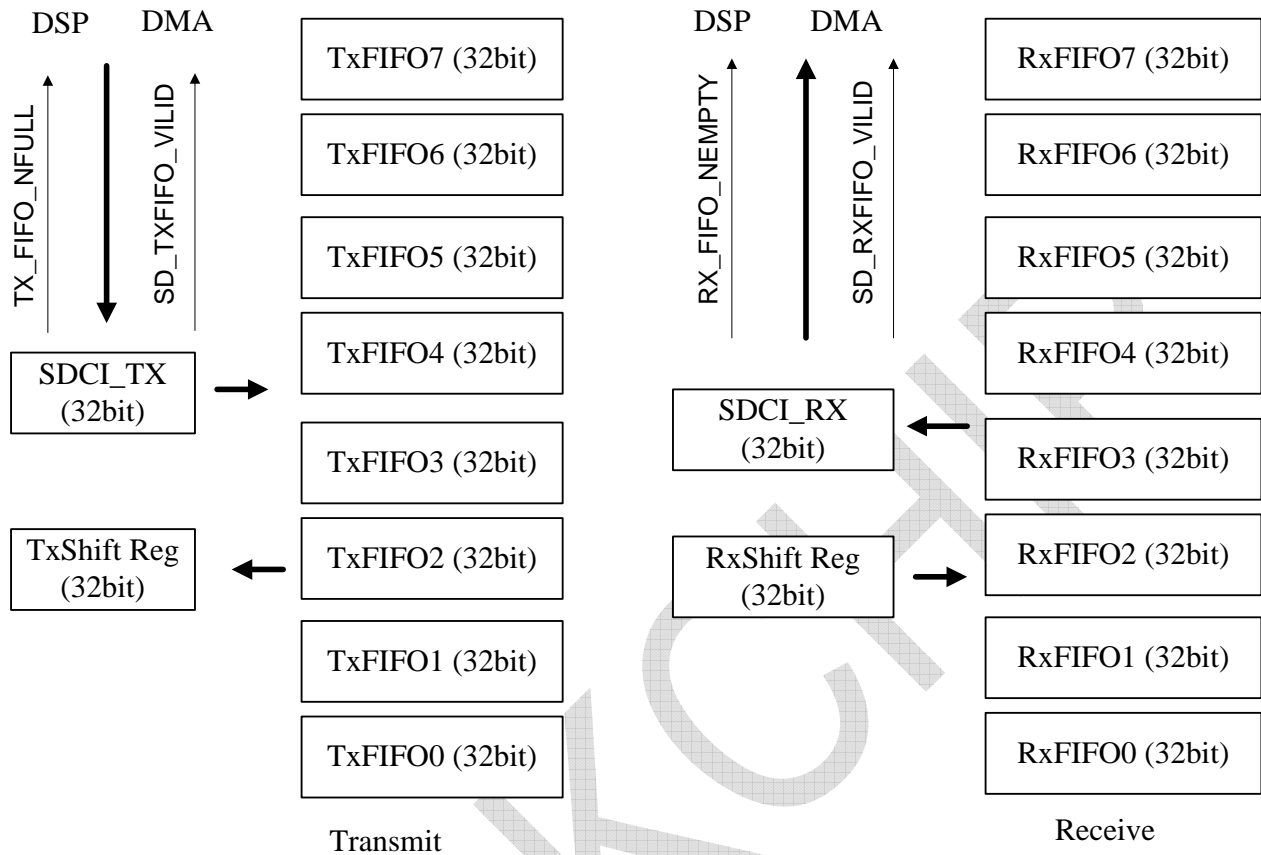 DSP DMA
TX_FIFO_NFULL
SD_TXFIFO_VILID
SDCI_TX
(32bit)
TxShift Reg
(32bit)
TxFIFO7 (32bit)
TxFIFO6 (32bit)
TxFIFO5 (32bit)
TxFIFO4 (32bit)
TxFIFO3 (32bit)
TxFIFO2 (32bit)
TxFIFO1 (32bit)
TxFIFO0 (32bit)
Transmit
DSP DMA
RX_FIFO_NEMPTY
SD_RXFIFO_VILID
SDCI_RX
(32bit)
RxShift Reg
(32bit)
RxFIFO7 (32bit)
RxFIFO6 (32bit)
RxFIFO5 (32bit)
RxFIFO4 (32bit)
RxFIFO3 (32bit)
RxFIFO2 (32bit)
RxFIFO1 (32bit)
RxFIFO0 (32bit)
Receive
KCHIP